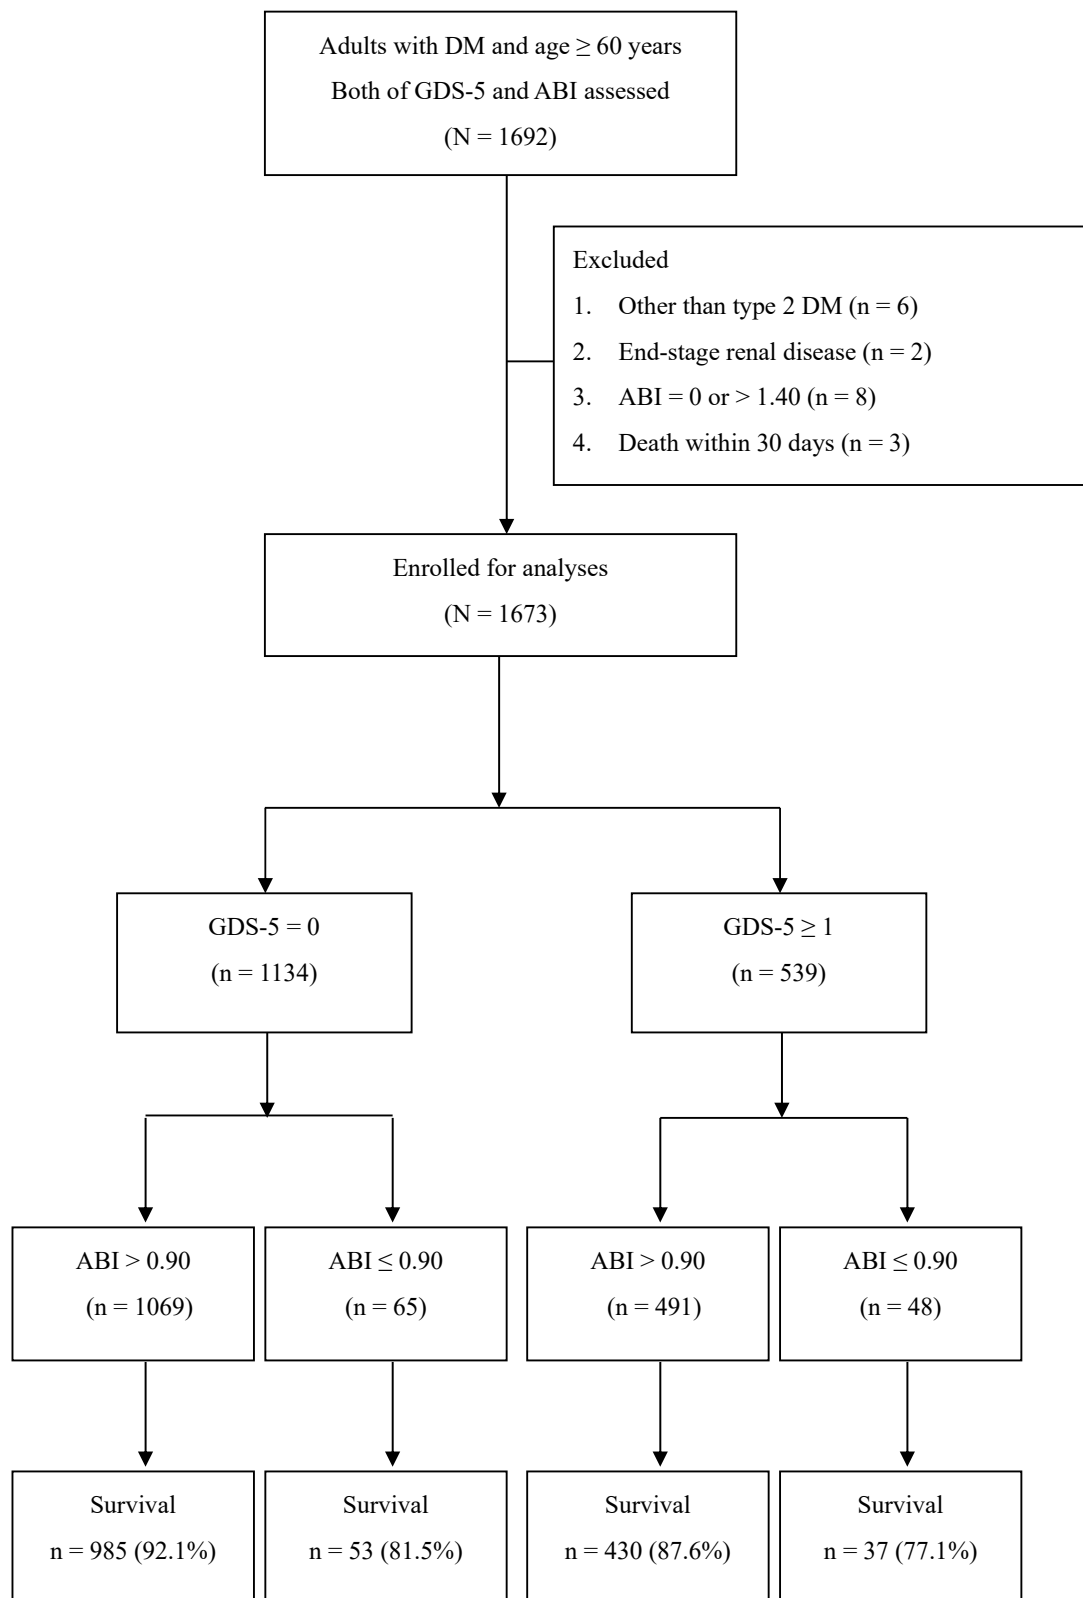 Adults with DM and age ≥ 60 years
Both of GDS-5 and ABI assessed
(N = 1692)
Excluded
1. Other than type 2 DM (n = 6)
2. End-stage renal disease (n = 2)
3. ABI = 0 or > 1.40 (n = 8)
4. Death within 30 days (n = 3)
Enrolled for analyses
(N = 1673)
GDS-5 = 0
(n = 1134)
GDS-5 ≥ 1
(n = 539)
ABI > 0.90
(n = 1069)
ABI ≤ 0.90
(n = 65)
ABI > 0.90
(n = 491)
ABI ≤ 0.90
(n = 48)
Survival
n = 985 (92.1%)
Survival
n = 53 (81.5%)
Survival
n = 430 (87.6%)
Survival
n = 37 (77.1%)